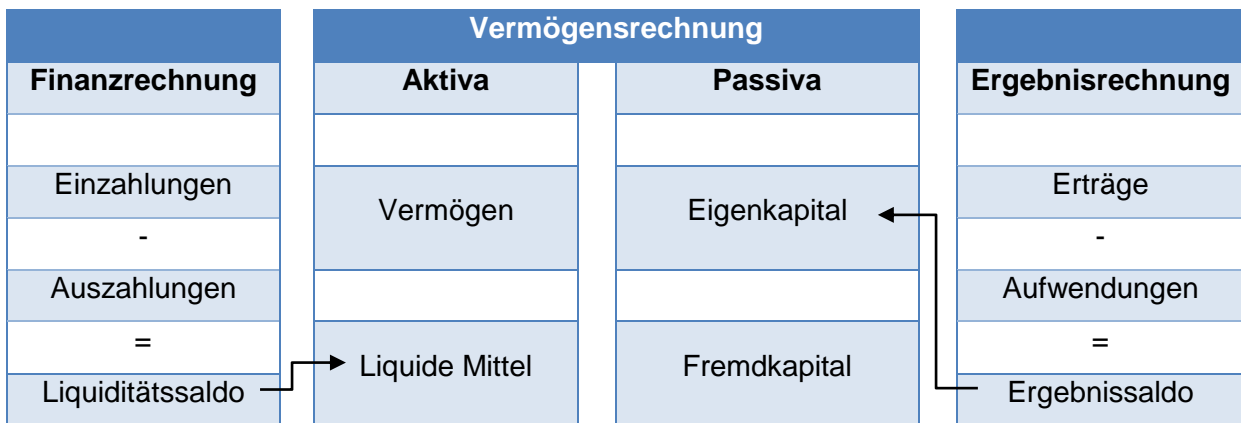 Vermögensrechnung
Finanzrechnung
Aktiva
Passiva
Ergebnisrechnung
Einzahlungen
-
Auszahlungen
=
Liquiditätssaldo
Vermögen
Liquide Mittel
Eigenkapital
Fremdkapital
Erträge
-
Aufwendungen
=
Ergebnissaldo